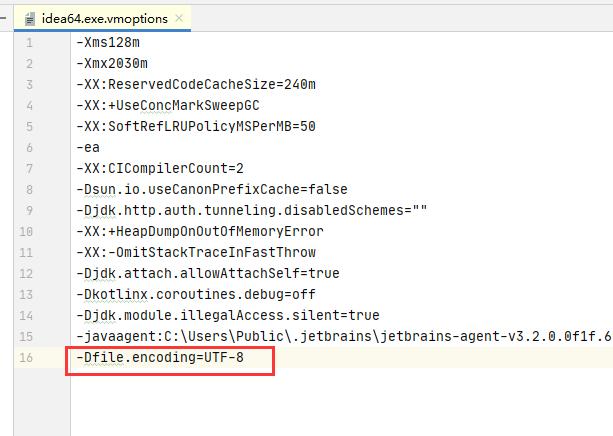 idea64.exe.vmoptions
1 -Xms128m
2 -Xmx2030m
3 -XX:ReservedCodeCacheSize=240m
4 -XX:+UseConcMarkSweepGC
5 -XX:SoftRefLRUPolicyMSPerMB=50
6 -ea
7 -XX:CICompilerCount=2
8 -Dsun.io.useCanonPrefixCache=false
9 -Djdk.http.auth.tunneling.disabledSchemes=""
10 -XX:+HeapDumpOnOutOfMemoryError
11 -XX:-OmitStackTraceInFastThrow
12 -Djdk.attach.allowAttachSelf=true
13 -Dkotlinx.coroutines.debug=off
14 -Djdk.module.illegalAccess.silent=true
15 -javaagent:C:\Users\Public\.jetbrains\jetbrains-agent-v3.2.0.0f1f.6
16 -Dfile.encoding=UTF-8